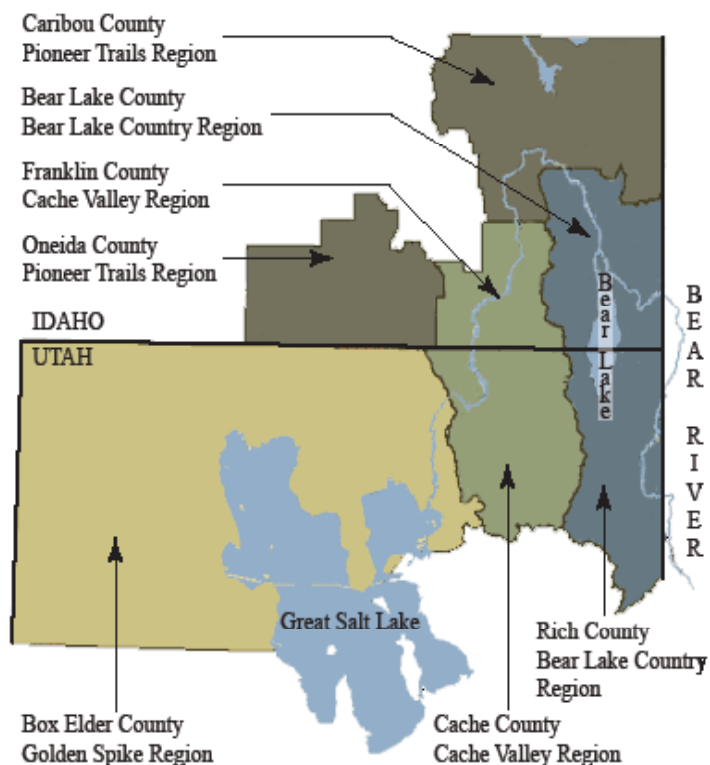 Caribou County
Pioneer Trails Region
Bear Lake County
Bear Lake Country Region
Franklin County
Cache Valley Region
Oneida County
Pioneer Trails Region
IDAHO
UTAH
Bear Lake
BEAR RIVER
Great Salt Lake
Rich County
Bear Lake Country
Region
Box Elder County
Golden Spike Region
Cache County
Cache Valley Region